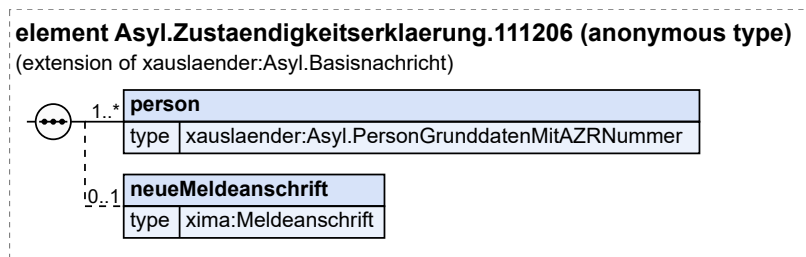 element Asyl.Zustaendigkeitserklaerung.111206 (anonymous type)
(extension of xauslaender:Asyl.Basisnachricht)
1..* person
type xauslaender:Asyl.PersonGrunddatenMitAZRNummer
0..1 neueMeldeanschrift
type xima:Meldeanschrift